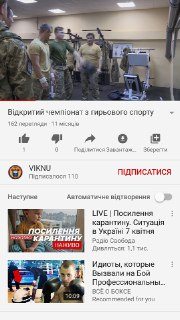 Відкритий чемпіонат з гирьового спорту
162 перегляди · 11 місяців
1
0
Поділитися
Завантаж...
Зберегти
VIKNU
Підписалося 110
ПІДПИСАТИСЯ
Наступне
Автоматичне відтворення
ПОСИЛЕННЯ
КАРАНТИНУ
НАЖИВО
LIVE | Посилення
карантину. Ситуація
в Україні 7 квітня
Радіо Свобода
Дивляться: 1,1 тис.
10:09
Идиоты, которые
Вызвали на Бой
Профессиональны...
ВСЁ О БОКСЕ
Recommended for you